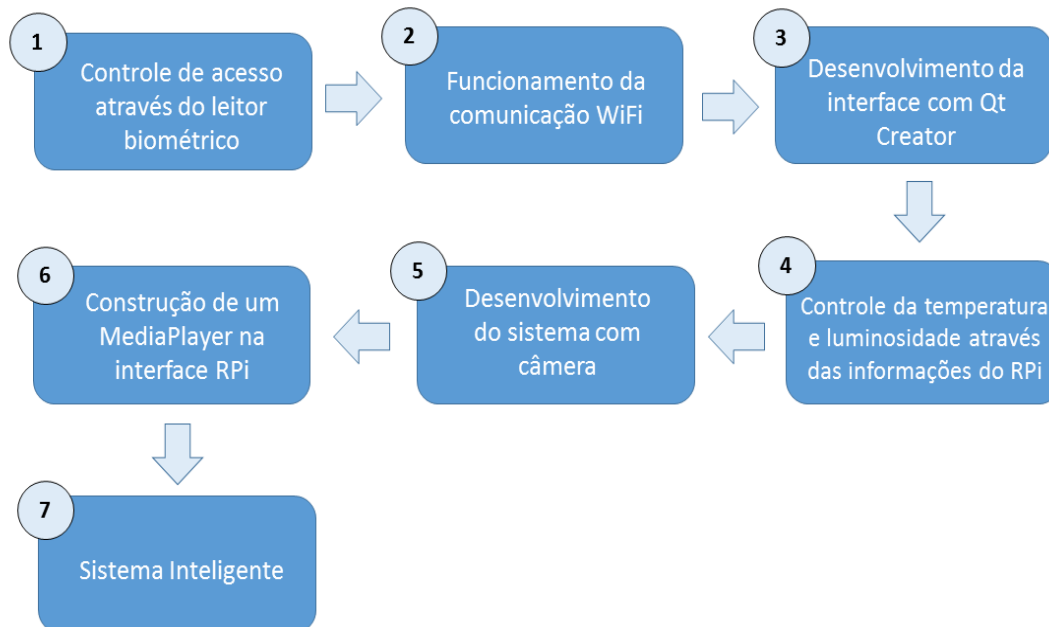 1
Controle de acesso
através do leitor
biométrico
2
Funcionamento da
comunicação WiFi
3
Desenvolvimento da
interface com Qt
Creator
4
Controle da temperatura
e luminosidade através
das informações do RPi
5
Desenvolvimento
do sistema com
câmera
6
Construção de um
MediaPlayer na
interface RPi
7
Sistema Inteligente